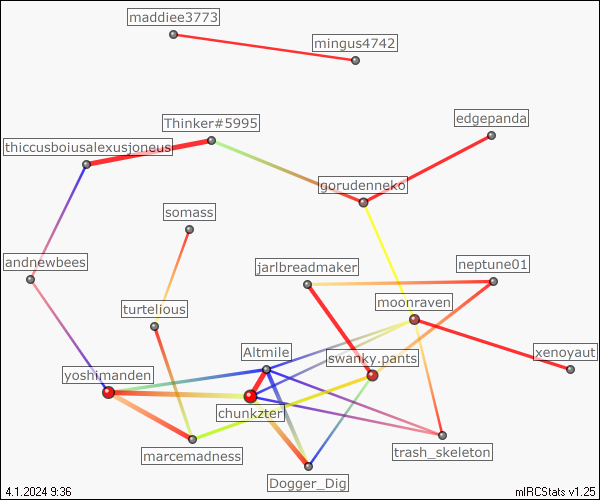 maddiee3773
mingus4742
edgepanda
Thinker#5995
thiccusboiusalexusjoneus
gorudenneko
somass
andnewbees
jarlbreadmaker
neptune01
turtelious
moonraven
Altmile
swanky.pants
xenoyaut
yoshimanden
chunkzter
marcemadness
trash_skeleton
Dogger_Dig
4.1.2024 9:36
mIRCStats v1.25